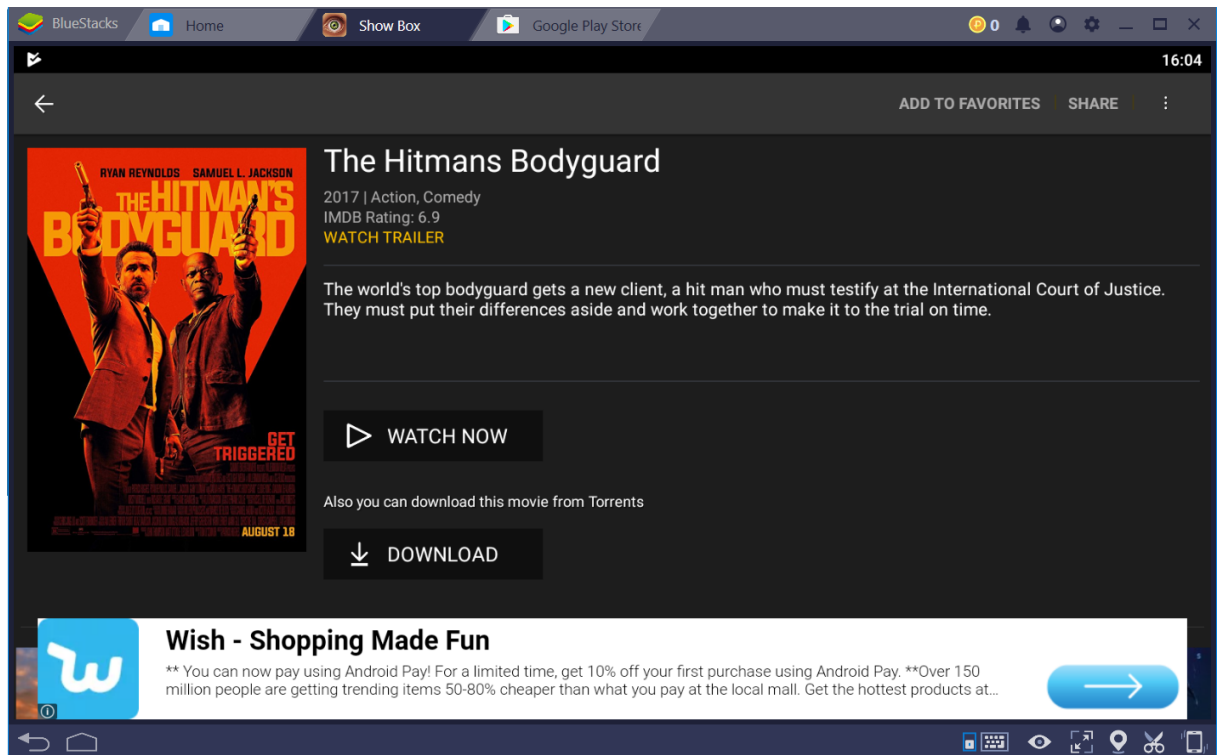 BlueStacks
Home
Show Box
Google Play Store
0
16:04
ADD TO FAVORITES
SHARE
RYAN REYNOLDS SAMUEL L. JACKSON
THE HITMAN'S
BODYGUARD
GET
TRIGGERED
AUGUST 18
The Hitmans Bodyguard
2017 | Action, Comedy
IMDB Rating: 6.9
WATCH TRAILER
The world's top bodyguard gets a new client, a hit man who must testify at the International Court of Justice.
They must put their differences aside and work together to make it to the trial on time.
WATCH NOW
Also you can download this movie from Torrents
DOWNLOAD
Wish - Shopping Made Fun
** You can now pay using Android Pay! For a limited time, get 10% off your first purchase using Android Pay. **Over 150
million people are getting trending items 50-80% cheaper than what you pay at the local mall. Get the hottest products at...